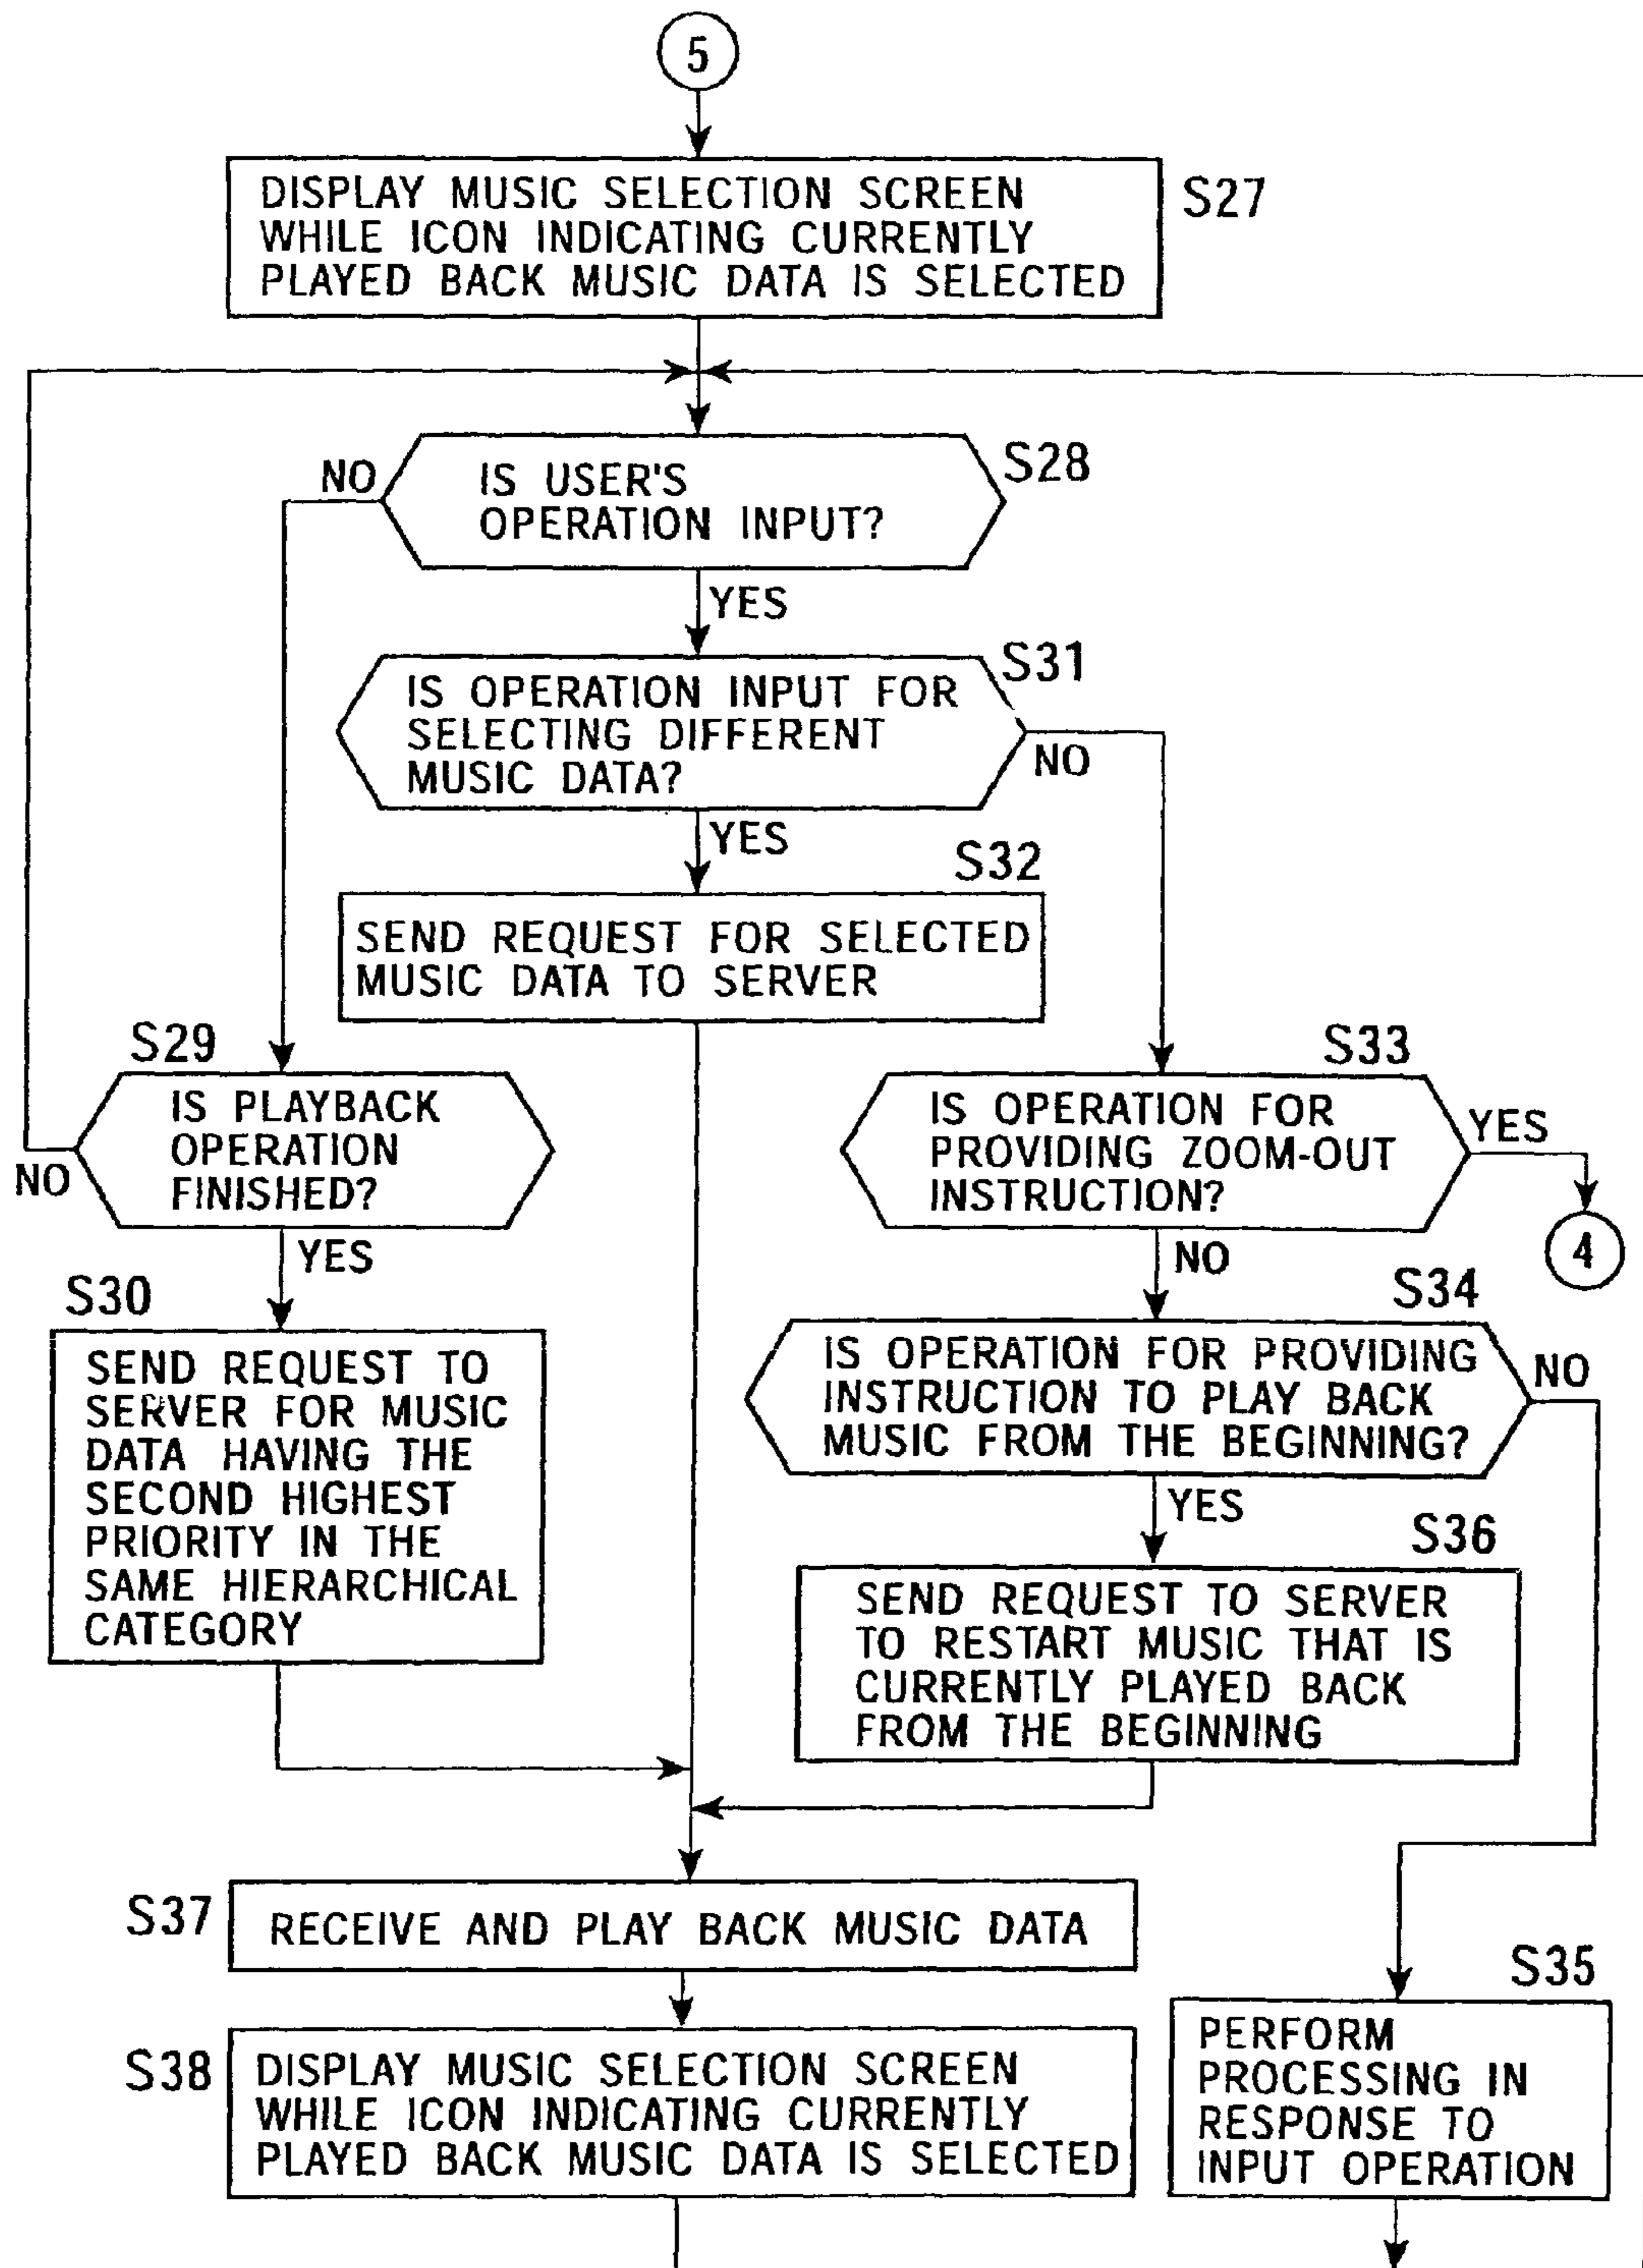 5
DISPLAY MUSIC SELECTION SCREEN
WHILE ICON INDICATING CURRENTLY
PLAYED BACK MUSIC DATA IS SELECTED
S27
NO
IS USER'S
OPERATION INPUT?
S28
YES
IS OPERATION INPUT FOR
SELECTING DIFFERENT
MUSIC DATA?
S31
NO
YES
S32
SEND REQUEST FOR SELECTED
MUSIC DATA TO SERVER
S29
IS PLAYBACK
OPERATION
FINISHED?
NO
YES
S33
IS OPERATION FOR
PROVIDING ZOOM-OUT
INSTRUCTION?
YES
4
NO
S30
SEND REQUEST TO
SERVER FOR MUSIC
DATA HAVING THE
SECOND HIGHEST
PRIORITY IN THE
SAME HIERARCHICAL
CATEGORY
S34
IS OPERATION FOR PROVIDING
INSTRUCTION TO PLAY BACK
MUSIC FROM THE BEGINNING?
NO
YES
S36
SEND REQUEST TO SERVER
TO RESTART MUSIC THAT IS
CURRENTLY PLAYED BACK
FROM THE BEGINNING
S37
RECEIVE AND PLAY BACK MUSIC DATA
S38
DISPLAY MUSIC SELECTION SCREEN
WHILE ICON INDICATING CURRENTLY
PLAYED BACK MUSIC DATA IS SELECTED
S35
PERFORM
PROCESSING IN
RESPONSE TO
INPUT OPERATION